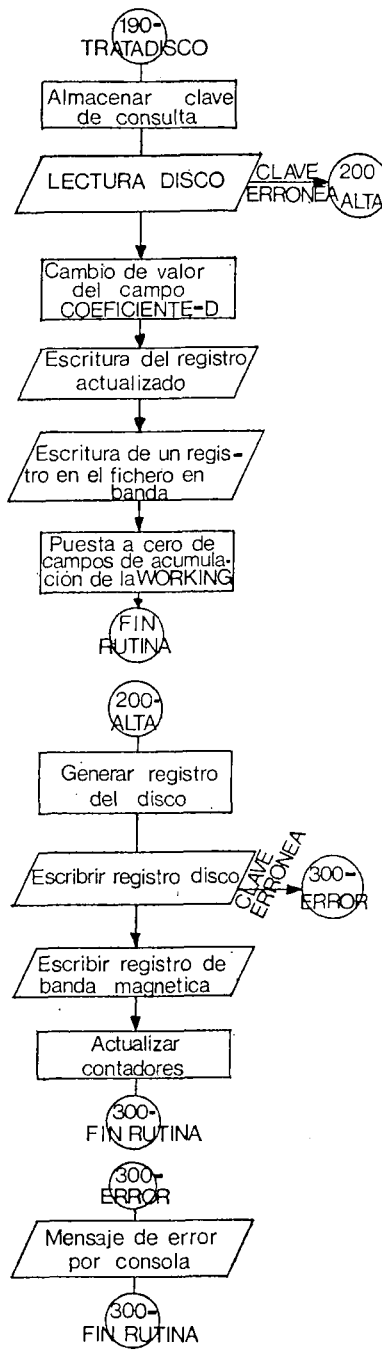 190-
TRATADISCO
Almacenar clave
de consulta
LECTURA DISCO
CLAVE
ERRONEA
200
ALTA
Cambio de valor
del campo
COEFICIENTE-D
Escritura del registro
actualizado
Escritura de un regis-
tro en el fichero en
banda
Puesta a cero de
campos de acumula-
ción de la WORKING
FIN
RUTINA
200-
ALTA
Generar registro
del disco
Escribrir registro disco
CLAVE
ERRONEA
300-
ERROR
Escribir registro de
banda magnetica
Actualizar
contadores
300-
FIN RUTINA
300-
ERROR
Mensaje de error
por consola
300-
FIN RUTINA